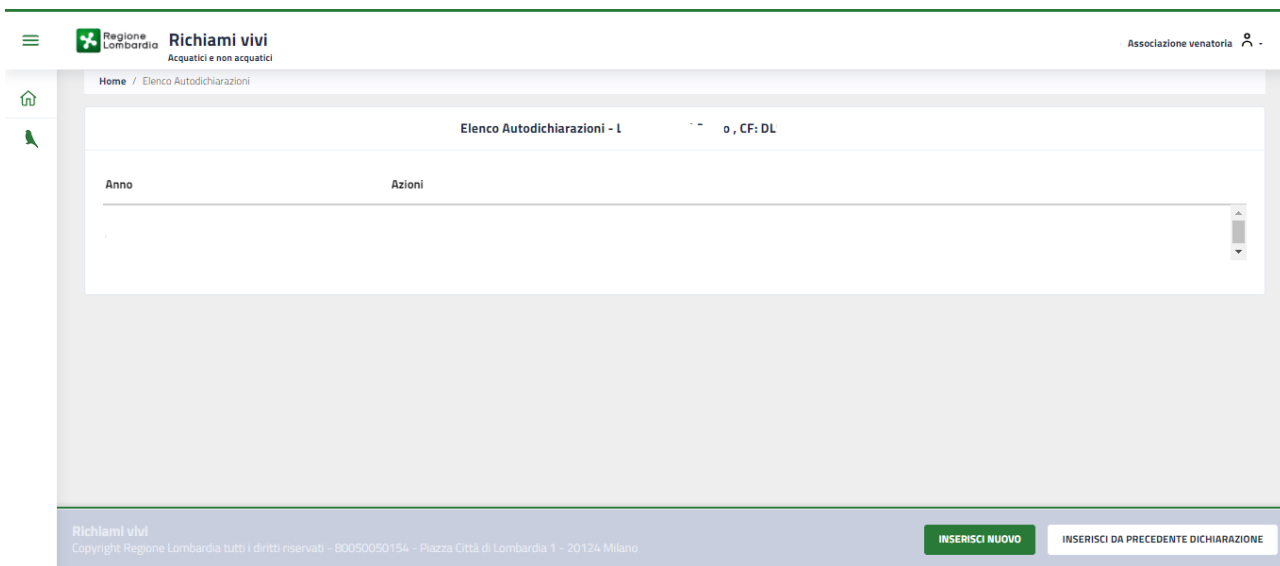 Regione
Lombardia
Richiami vivi
Acquatici e non acquatici
Associazione venatoria
Home / Elenco Autodichiarazioni
Elenco Autodichiarazioni - L o , CF: DL
Anno Azioni
Richiami vivi
Copyright Regione Lombardia tutti i diritti riservati - 80050050154 - Piazza Città di Lombardia 1 - 20124 Milano
INSERISCI NUOVO
INSERISCI DA PRECEDENTE DICHIARAZIONE